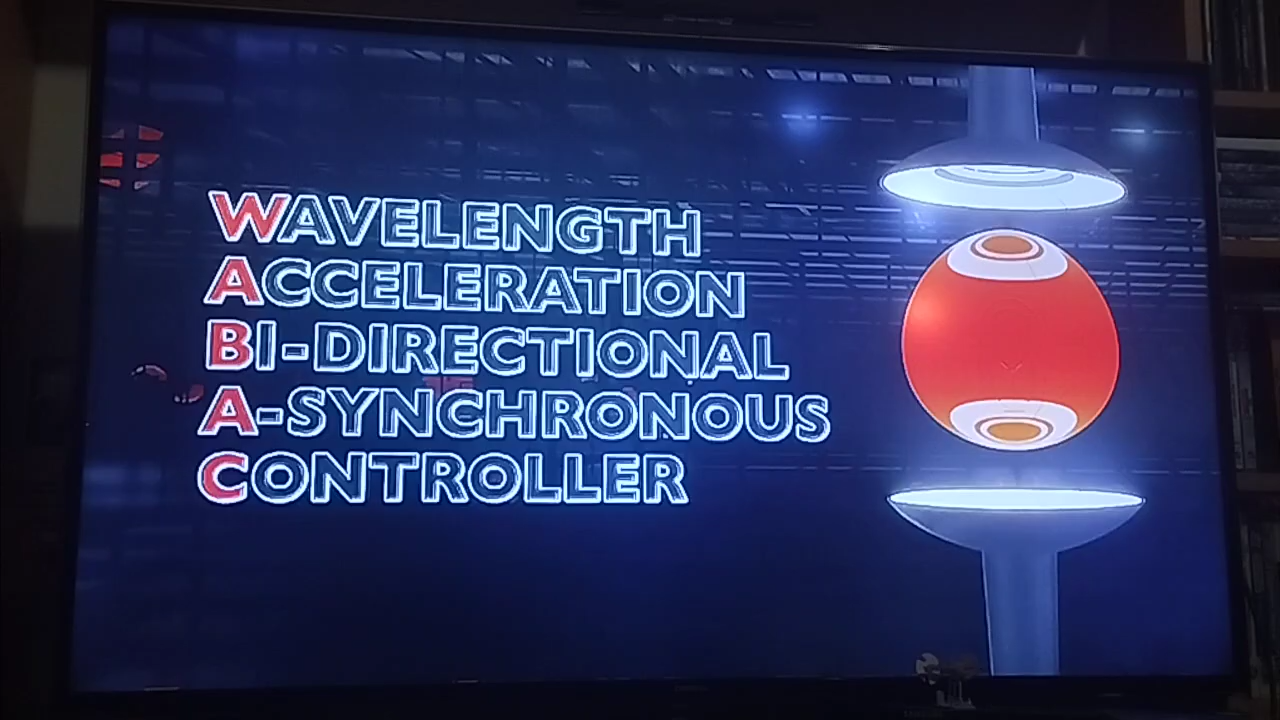 WAVELENGTH
ACCELERATION
BI-DIRECTIONAL
A-SYNCHRONOUS
CONTROLLER